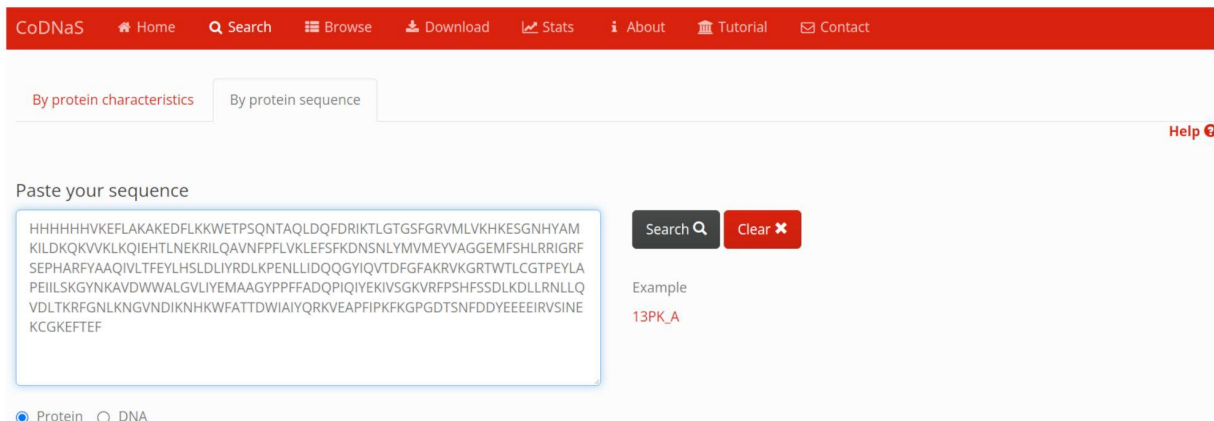 CoDNaS Home Search Browse Download Stats About Tutorial Contact
By protein characteristics By protein sequence
Help
Paste your sequence
HHHHHHVKEFLAKAKEDFLKKWETPSQNTAQLDQFDRIKTLGTGSFGRVMLVKHKESGNHYAM
KILDKQKVVKLKQIEHTLNEKRILQAVNFPFLVKLEFSFKDNSNLYMVMEYVAGGEMFSHLRRIGRF
SEPHARFYAAQIVLTFEYLHSLDLIYRDLKPENLLIDQQGYIQVTDFGFAKRVKGRTWTLCGTPEYLA
PEIILSKGYNKAVDWWALGVLIYEMAAGYPPFFADQPIQIYEKIVSGKVRFPSHFSSDLKDLLRNLLQ
VDLTKRFGNLKNGVNDIKNHKWFATTDWIAIYQRKVEAPFIPKFKGPGDTSNFDDYEEEEIRVSINE
KCGKEFTEF
Search Clear
Example
13PK_A
Protein DNA